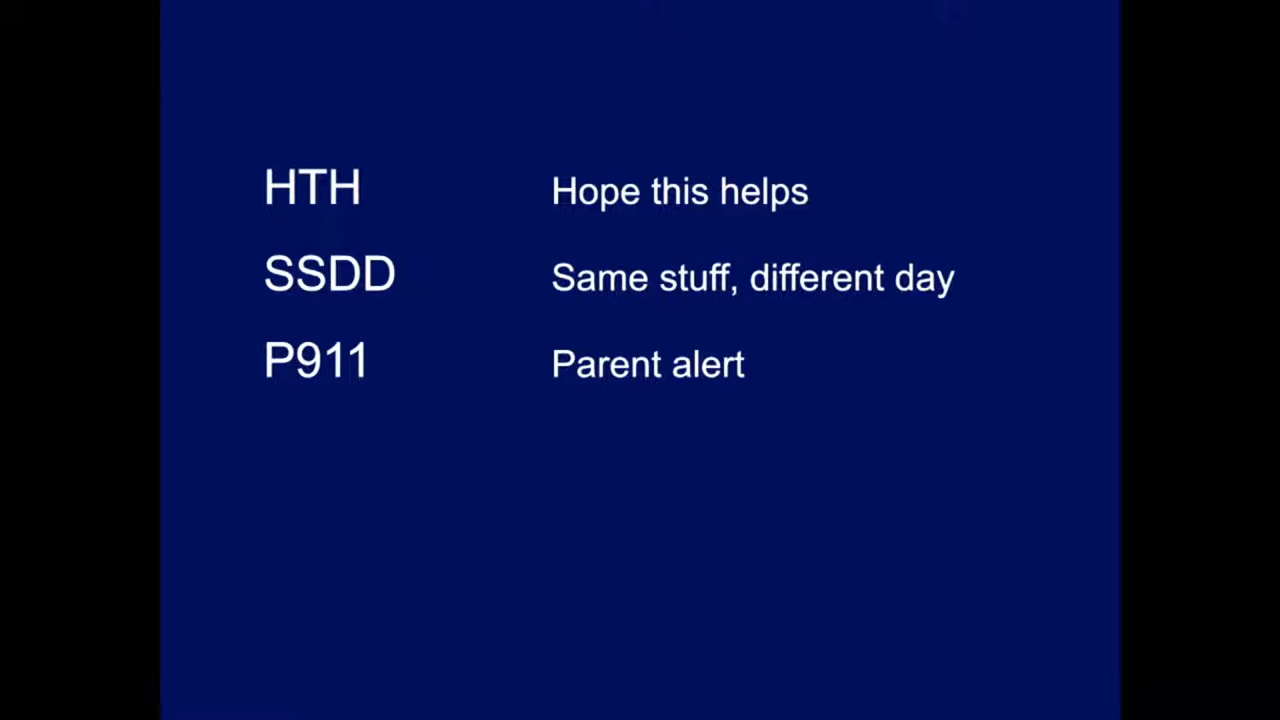 HTH Hope this helps
SSDD Same stuff, different day
P911 Parent alert